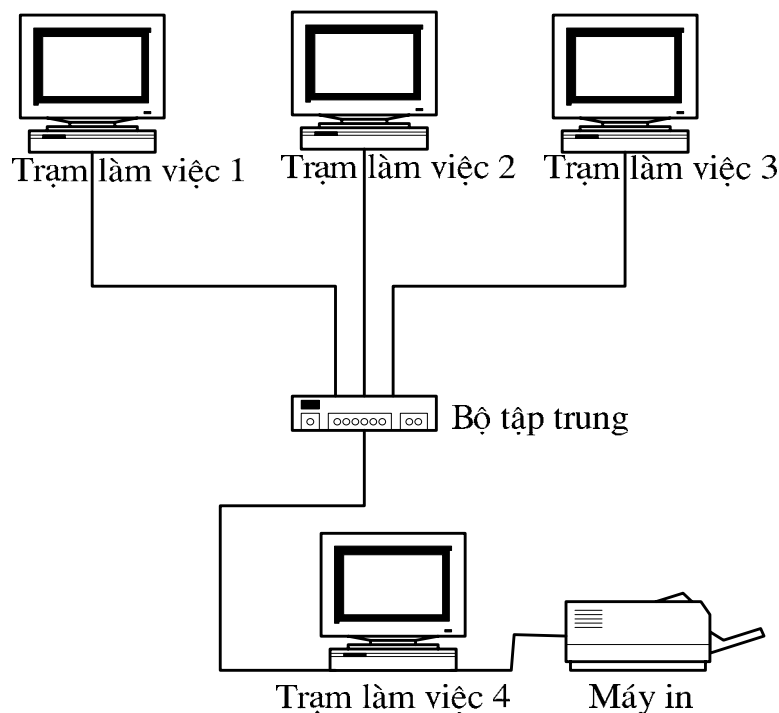 Trạm làm việc 1
Trạm làm việc 2
Trạm làm việc 3
Bộ tập trung
Trạm làm việc 4
Máy in